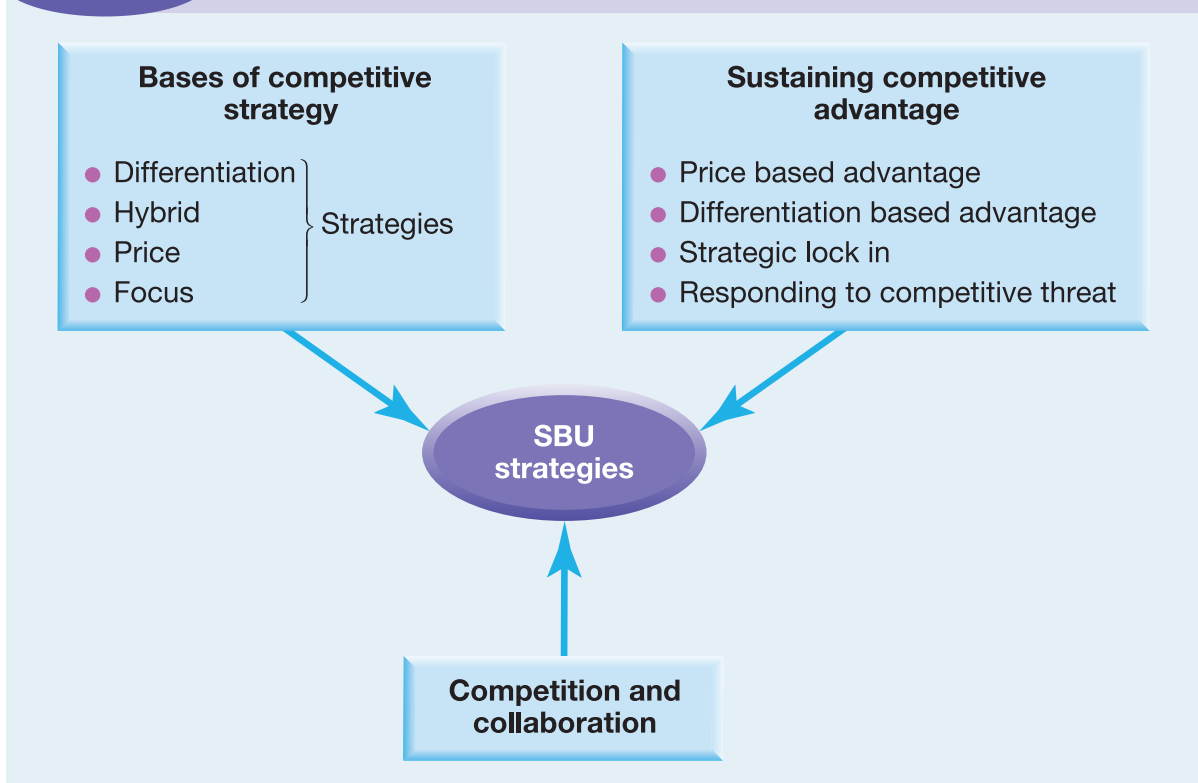 Bases of competitive
strategy
Differentiation
Hybrid
Price
Focus
Strategies
Sustaining competitive
advantage
Price based advantage
Differentiation based advantage
Strategic lock in
Responding to competitive threat
SBU
strategies
Competition and
collaboration